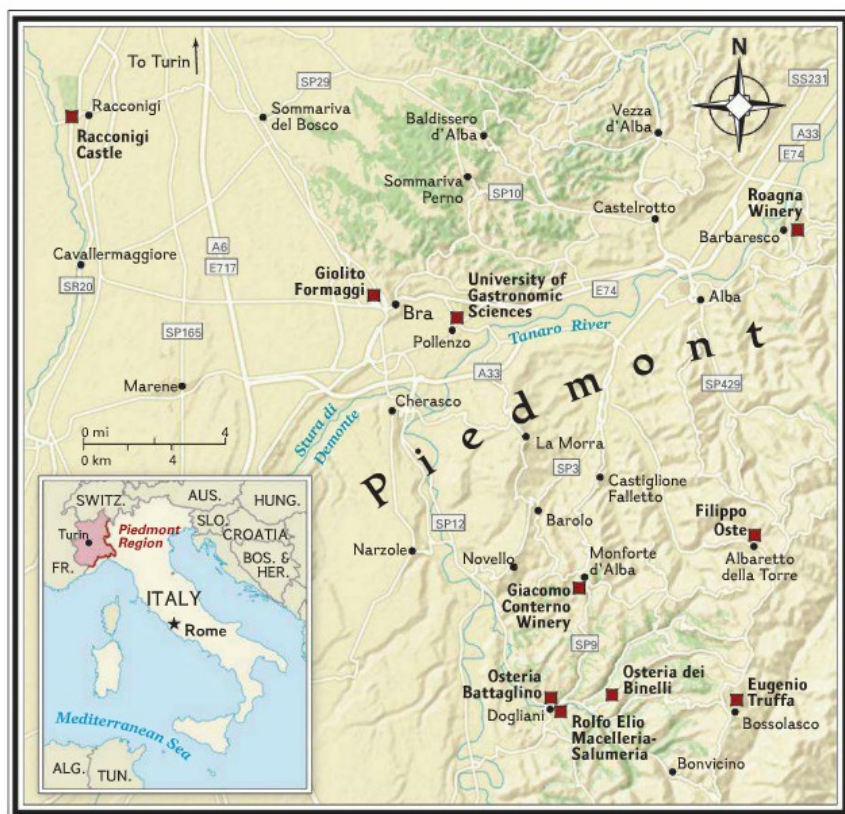 To Turin
SP29
N
SS231
Racconigi
Racconigi
Castle
Sommariva
del Bosco
Baldissero
d'Alba
Vezza
d'Alba
A33
E74
Sommariva
Perno
SP10
Castelrotto
Roagna
Winery
Barbaresco
Cavallermaggiore
A6
E717
SR20
Giolito
Formaggi
Bra
University of
Gastronomic
Sciences
E74
Alba
Pollenzo
Tanaro River
SP165
Piedmont
Marene
A33
SP429
Cherasco
Stura di
Demonte
0 mi 4
0 km 4
La Morra
SP3
Castiglione
Falletto
SP12
Barolo
Filippo
Oste
Albaretto
della Torre
Narzole
Novello
Monforte
d'Alba
Giacomo
Conterno
Winery
SP9
Osteria
Battaglino
Osteria dei
Binelli
Eugenio
Truffa
Dogliani
Rolfo Elio
Macelleria-
Salumeria
Bossolasco
Bonvicino
SWITZ.
AUS.
HUNG.
Turin
Piedmont
Region
SLO.
CROATIA
BOS. &
HER.
FR.
ITALY
Rome
Mediterranean Sea
ALG.
TUN.